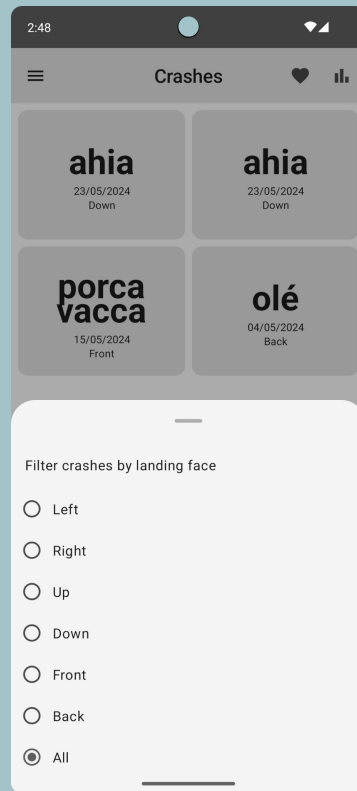 2:48
Crashes
ahia
23/05/2024
Down
ahia
23/05/2024
Down
porca
vacca
15/05/2024
Front
olé
04/05/2024
Back
Filter crashes by landing face
Left
Right
Up
Down
Front
Back
All